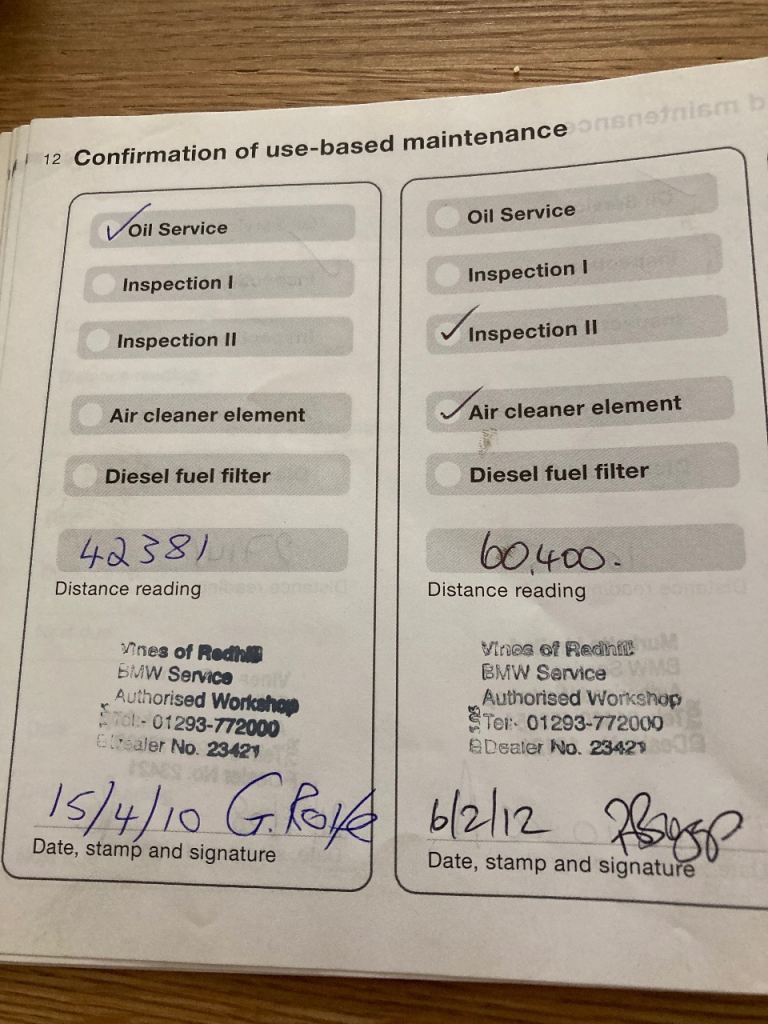 12 Confirmation of use-based maintenance
Oil Service
Inspection I
Inspection II
Air cleaner element
Diesel fuel filter
42381
Distance reading
Vines of Redhill
BMW Service
Authorised Workshop
Tel:- 01293-772000
Dealer No. 23421
15/4/10
Date, stamp and signature
Oil Service
Inspection I
Inspection II
Air cleaner element
Diesel fuel filter
60,400.
Distance reading
Vines of Redhill
BMW Service
Authorised Workshop
Tel:- 01293-772000
Dealer No. 23421
6/2/12
Date, stamp and signature